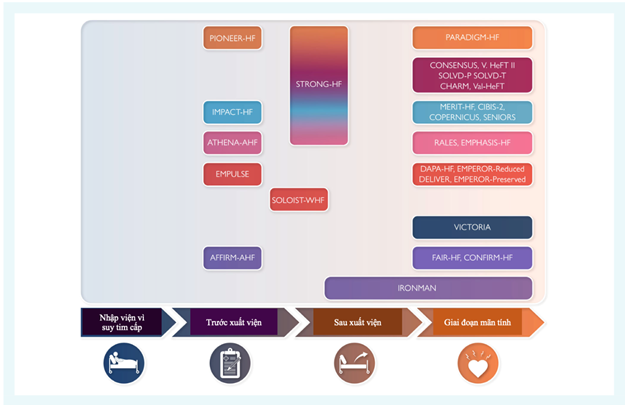 PIONEER-HF
STRONG-HF
PARADIGM-HF
CONSENSUS, V. HeFT II
SOLVD-P SOLVD-T
CHARM, Val-HeFT
IMPACT-HF
MERIT-HF, CIBIS-2,
COPERNICUS, SENIORS
ATHENA-AHF
RALES, EMPHASIS-HF
EMPULSE
DAPA-HF, EMPEROR-Reduced
DELIVER, EMPEROR-Preserved
SOLOIST-WHF
VICTORIA
AFFIRM-AHF
FAIR-HF, CONFIRM-HF
IRONMAN
Nhập viện vì
suy tim cấp
Trước xuất viện
Sau xuất viện
Giai đoạn mãn tính